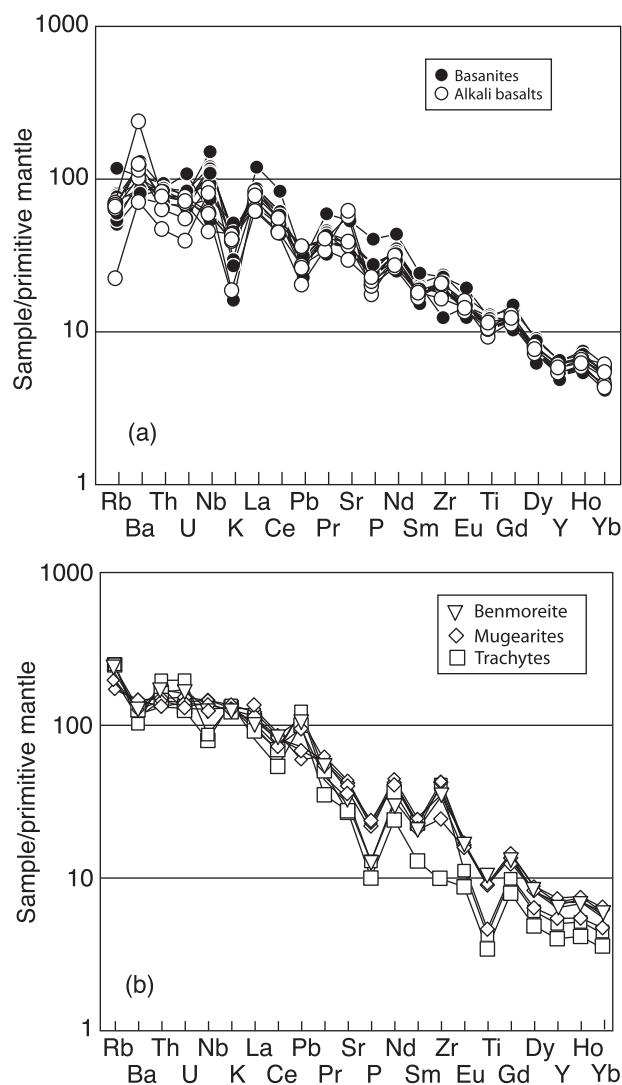 1000
100
10
1
Sample/primitive mantle
Basanites
Alkali basalts
(a)
Rb Th Nb La Pb Sr Nd Zr Ti Dy Ho
Ba U K Ce Pr P Sm Eu Gd Y Yb
1000
100
10
1
Sample/primitive mantle
Benmoreite
Mugearites
Trachytes
(b)
Rb Th Nb La Pb Sr Nd Zr Ti Dy Ho
Ba U K Ce Pr P Sm Eu Gd Y Yb